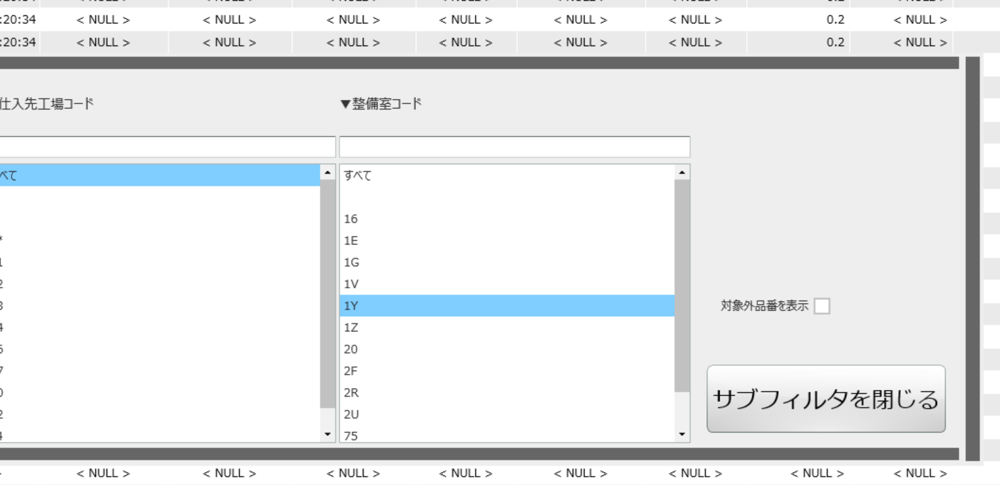 :20:34 < NULL > < NULL > < NULL > < NULL > < NULL > < NULL > 0.2 < NULL >
:20:34 < NULL > < NULL > < NULL > < NULL > < NULL > < NULL > 0.2 < NULL >
仕入先工場コード ▼整備室コード
べて すべて
16
* 1E
1 1G
2 1V
3 1Y 対象外品番を表示
4 1Z
20
7 2F
2R サブフィルタを閉じる
2 2U
4 75
< NULL > < NULL > < NULL > < NULL > < NULL > < NULL > < NULL > < NULL >